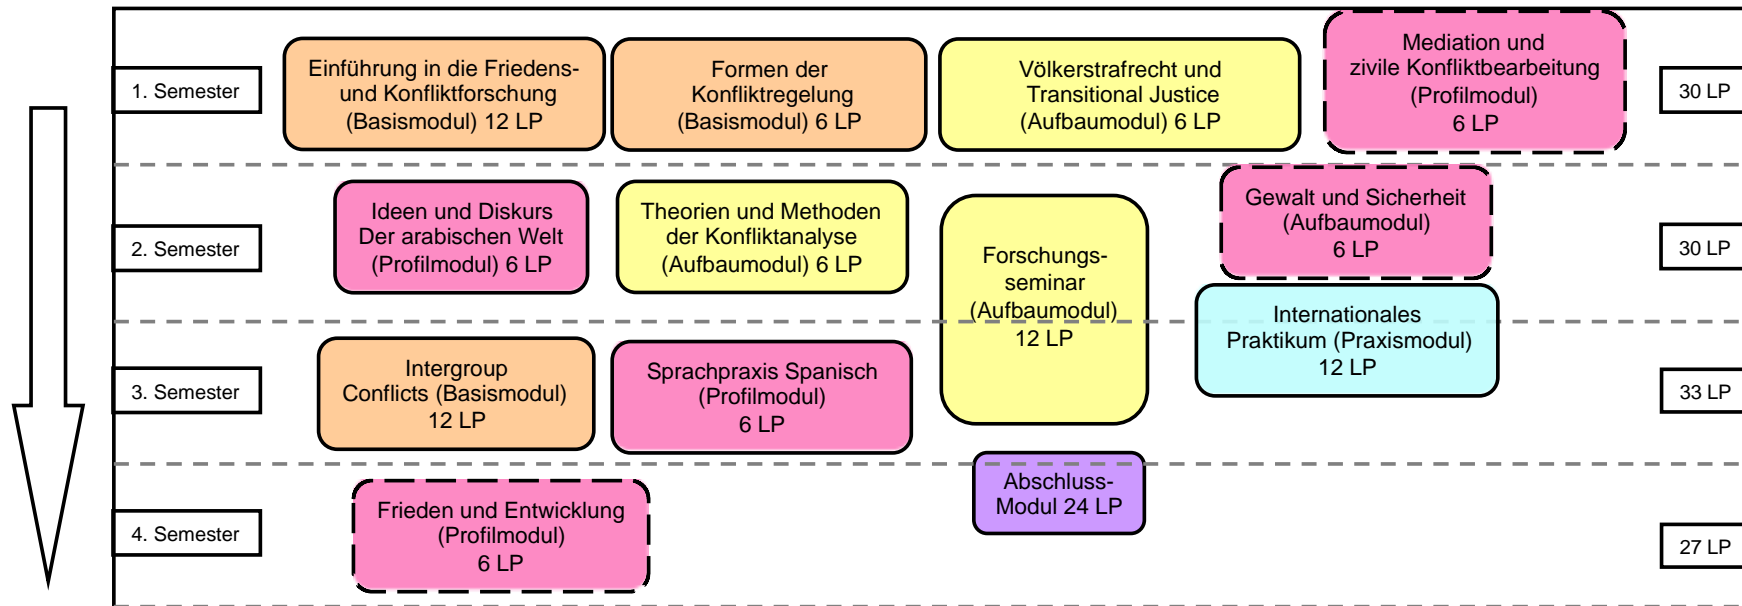 1. Semester
Einführung in die Friedens-
und Konfliktforschung
(Basismodul) 12 LP
Formen der
Konfliktregelung
(Basismodul) 6 LP
Völkerstrafrecht und
Transitional Justice
(Aufbaumodul) 6 LP
Mediation und
zivile Konfliktbearbeitung
(Profilmodul)
6 LP
30 LP
2. Semester
Ideen und Diskurs
Der arabischen Welt
(Profilmodul) 6 LP
Theorien und Methoden
der Konfliktanalyse
(Aufbaumodul) 6 LP
Forschungs-
seminar
(Aufbaumodul)
12 LP
Gewalt und Sicherheit
(Aufbaumodul)
6 LP
30 LP
Internationales
Praktikum (Praxismodul)
12 LP
3. Semester
Intergroup
Conflicts (Basismodul)
12 LP
Sprachpraxis Spanisch
(Profilmodul)
6 LP
33 LP
4. Semester
Frieden und Entwicklung
(Profilmodul)
6 LP
Abschluss-
Modul 24 LP
27 LP